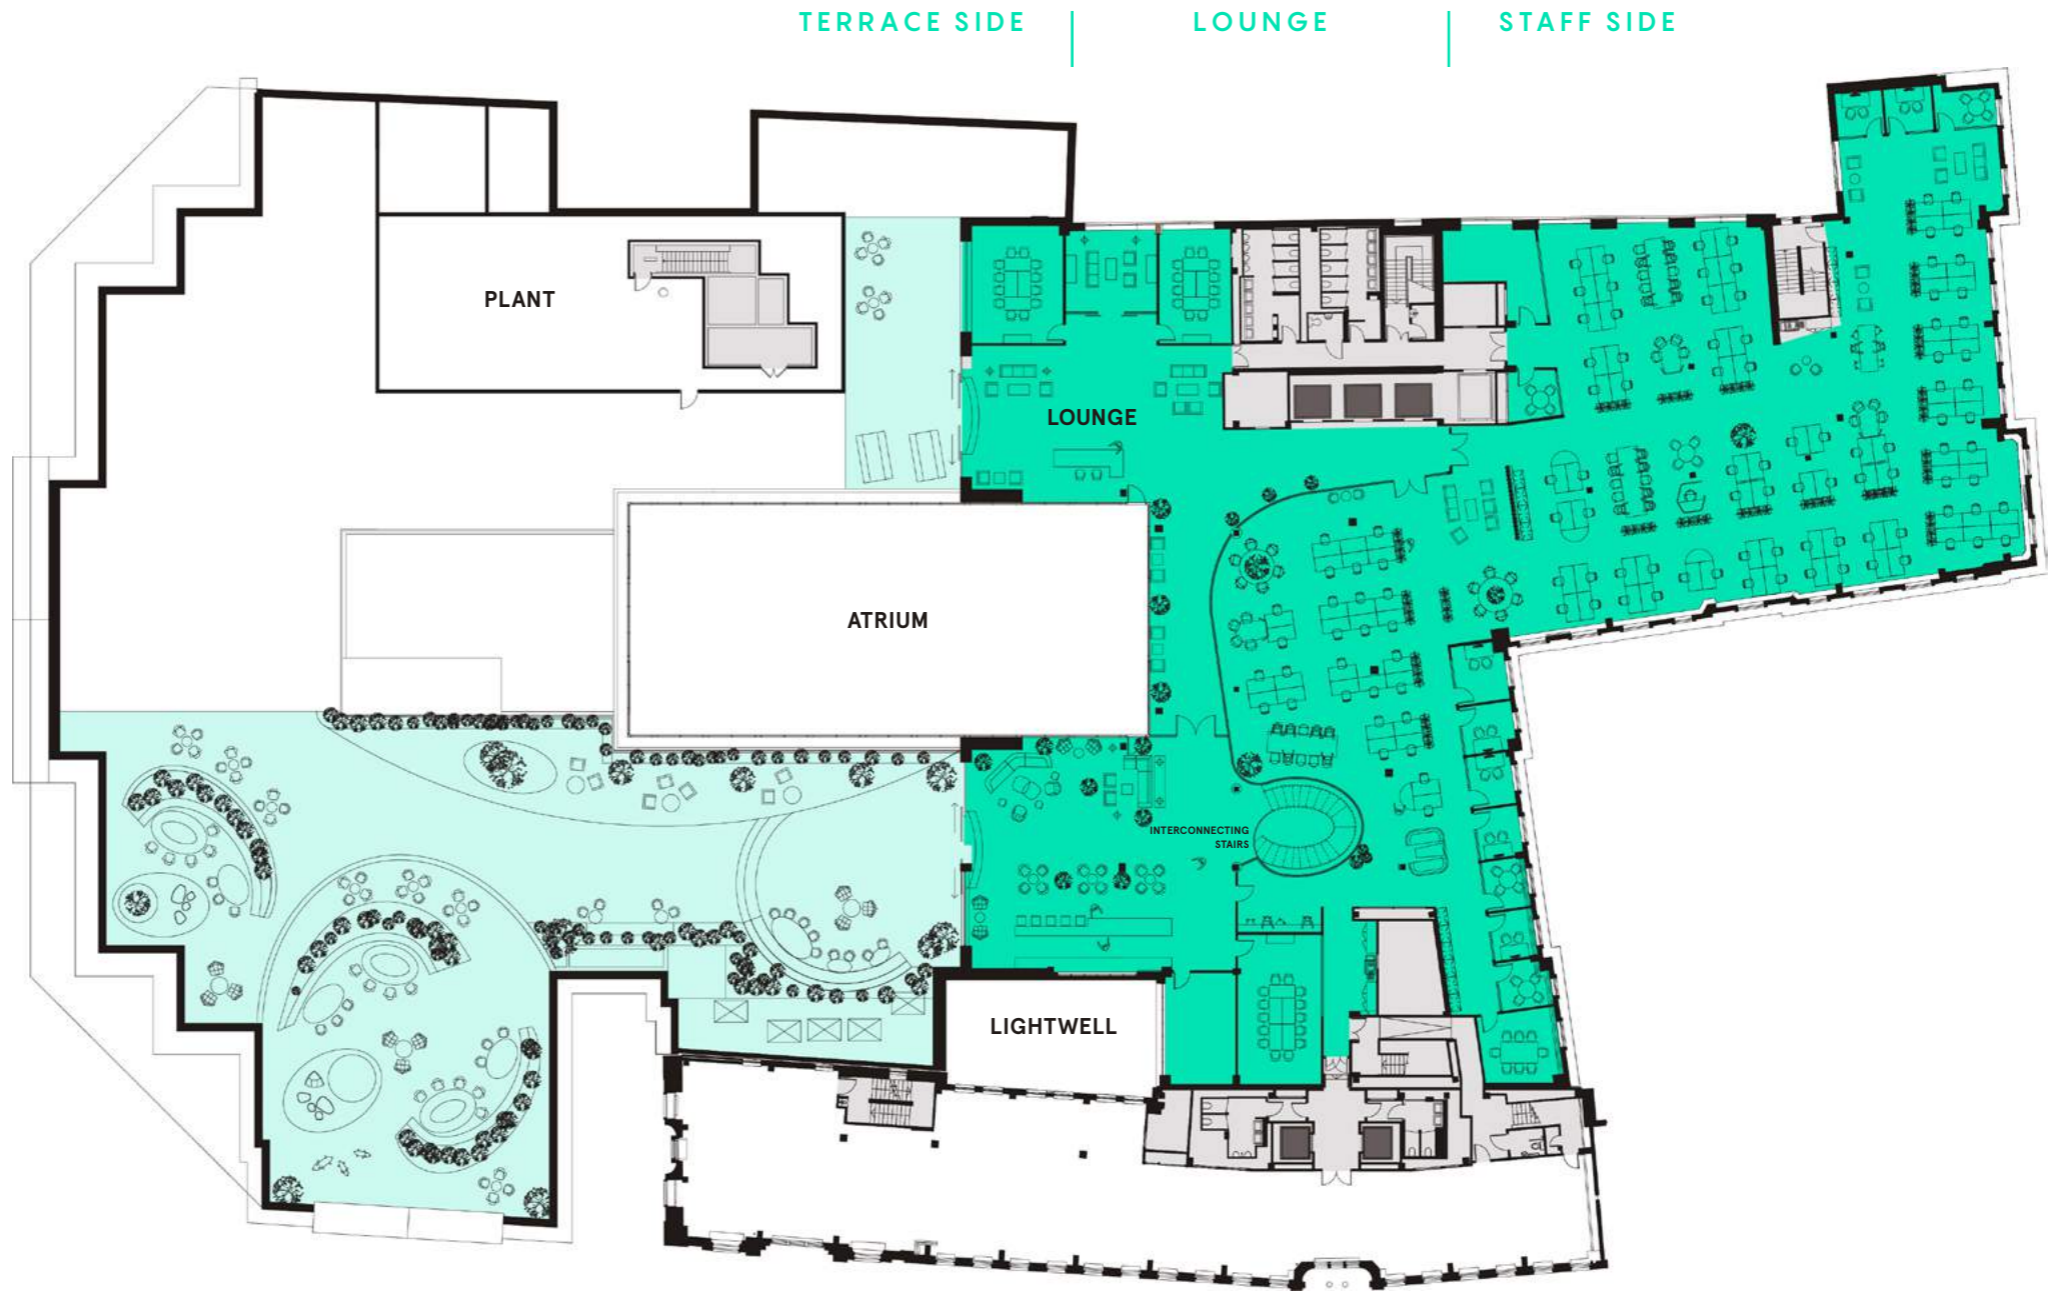 TERRACE SIDE
LOUNGE
STAFF SIDE
PLANT
LOUNGE
ATRIUM
INTERCONNECTING
STAIRS
LIGHTWELL